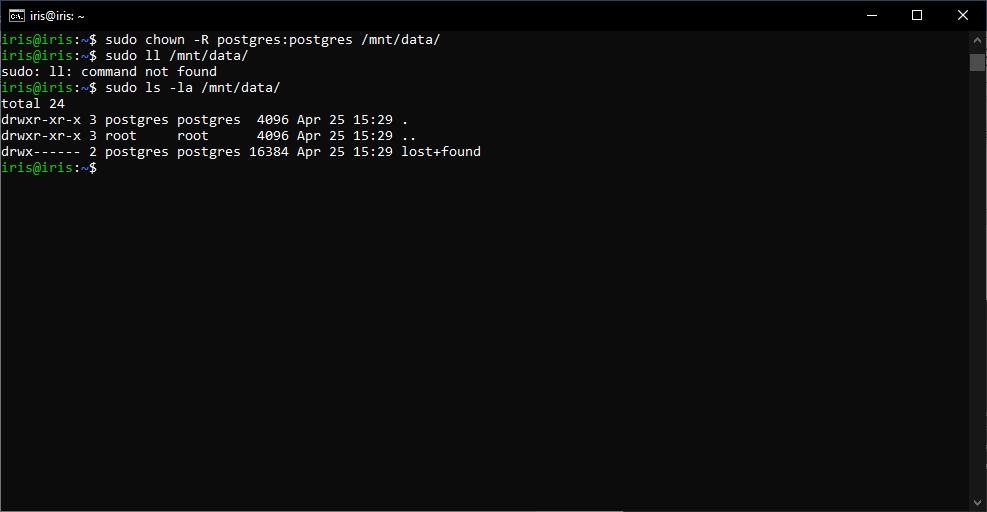 iris@iris: ~
iris@iris:~$ sudo chown -R postgres:postgres /mnt/data/
iris@iris:~$ sudo ll /mnt/data/
sudo: ll: command not found
iris@iris:~$ sudo ls -la /mnt/data/
total 24
drwxr-xr-x 3 postgres postgres  4096 Apr 25 15:29 .
drwxr-xr-x 3 root     root      4096 Apr 25 15:29 ..
drwx------ 2 postgres postgres 16384 Apr 25 15:29 lost+found
iris@iris:~$